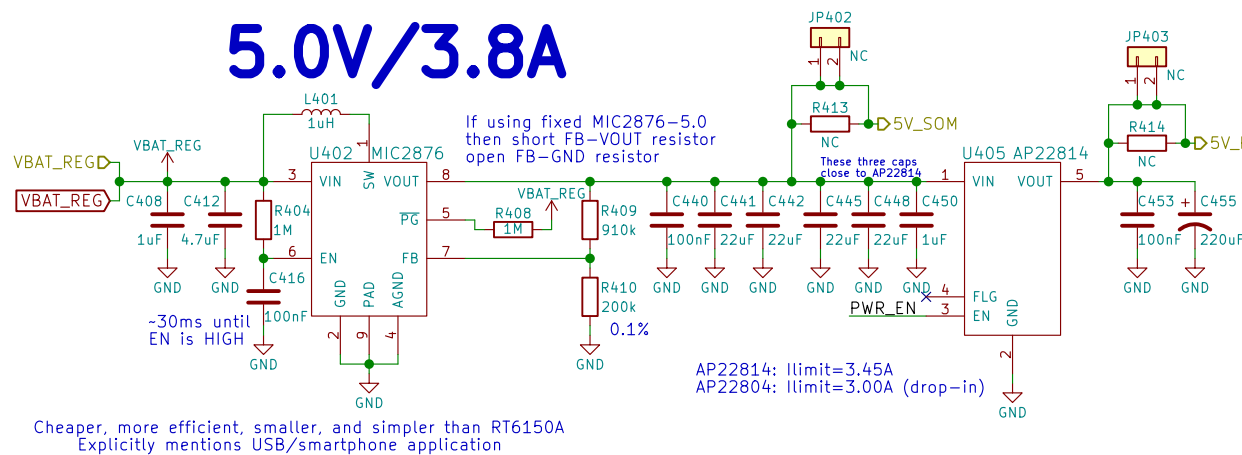 5.0V/3.8A
JP402
1
2
NC
JP403
1
2
NC
L401
1uH
If using fixed MIC2876-5.0
then short FB-VOUT resistor
open FB-GND resistor
R413
NC
5V_SOM
R414
NC
VBAT_REG
VBAT_REG
VBAT_REG
U402
MIC2876
1
3
VIN
SW
VOUT
8
PG
5
EN
6
FB
7
GND
PAD
AGND
2
9
4
GND
C408
1uF
GND
C412
4.7uF
GND
R404
1M
C416
100nF
GND
~30ms until
EN is HIGH
VBAT_REG
R408
1M
R409
910k
R410
200k
0.1%
GND
These three caps
close to AP22814
C440
100nF
GND
C441
22uF
GND
C442
22uF
GND
C445
22uF
GND
C448
22uF
GND
C450
1uF
GND
U405
AP22814
1
VIN
VOUT
5
4
FLG
PWR_EN
3
EN
GND
2
GND
C453
100nF
GND
C455
+
220uF
GND
AP22814: Ilimit=3.45A
AP22804: Ilimit=3.00A (drop-in)
Cheaper, more efficient, smaller, and simpler than RT6150A
Explicitly mentions USB/smartphone application